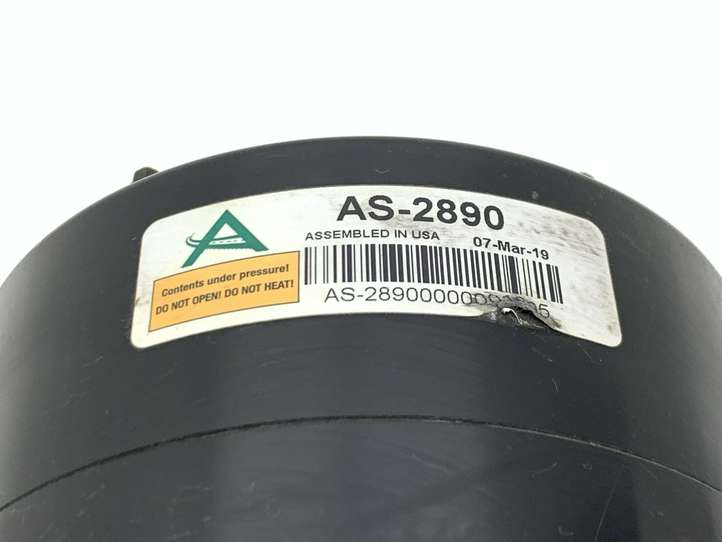 AS-2890
ASSEMBLED IN USA
07-Mar-19
Contents under pressure!
DO NOT OPEN! DO NOT HEAT!